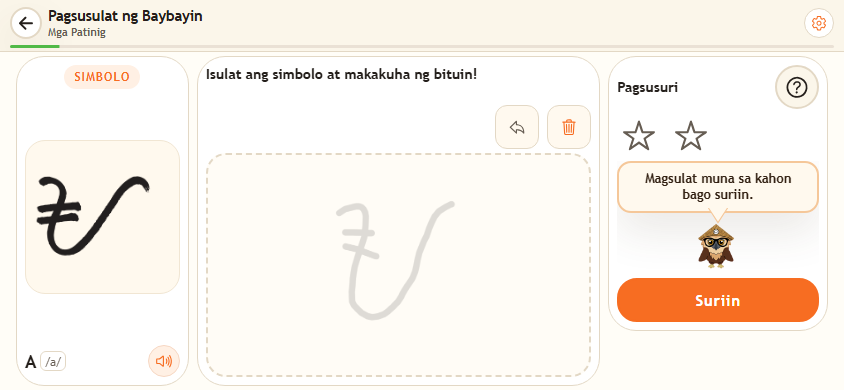 Pagsusulat ng Baybayin
Mga Patinig
SIMBOLO
ᜀ
A /a/
Isulat ang simbolo at makakuha ng bituin!
ᜀ
Pagsusuri
?
Magsulat muna sa kahon
bago suriin.
Suriin